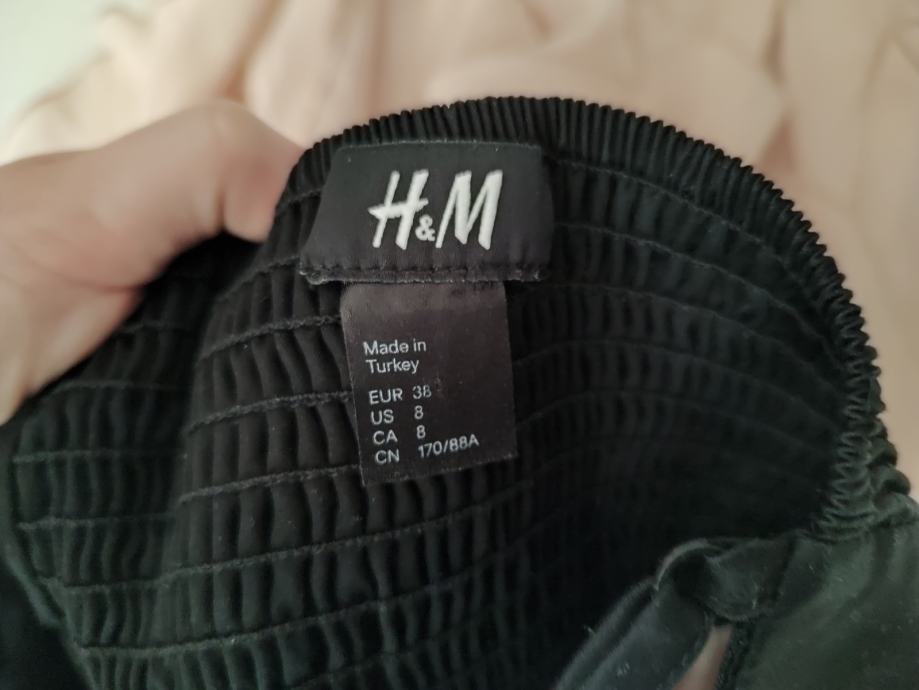 H&M
Made in
Turkey
EUR 38
US 8
CA 8
CN 170/88A